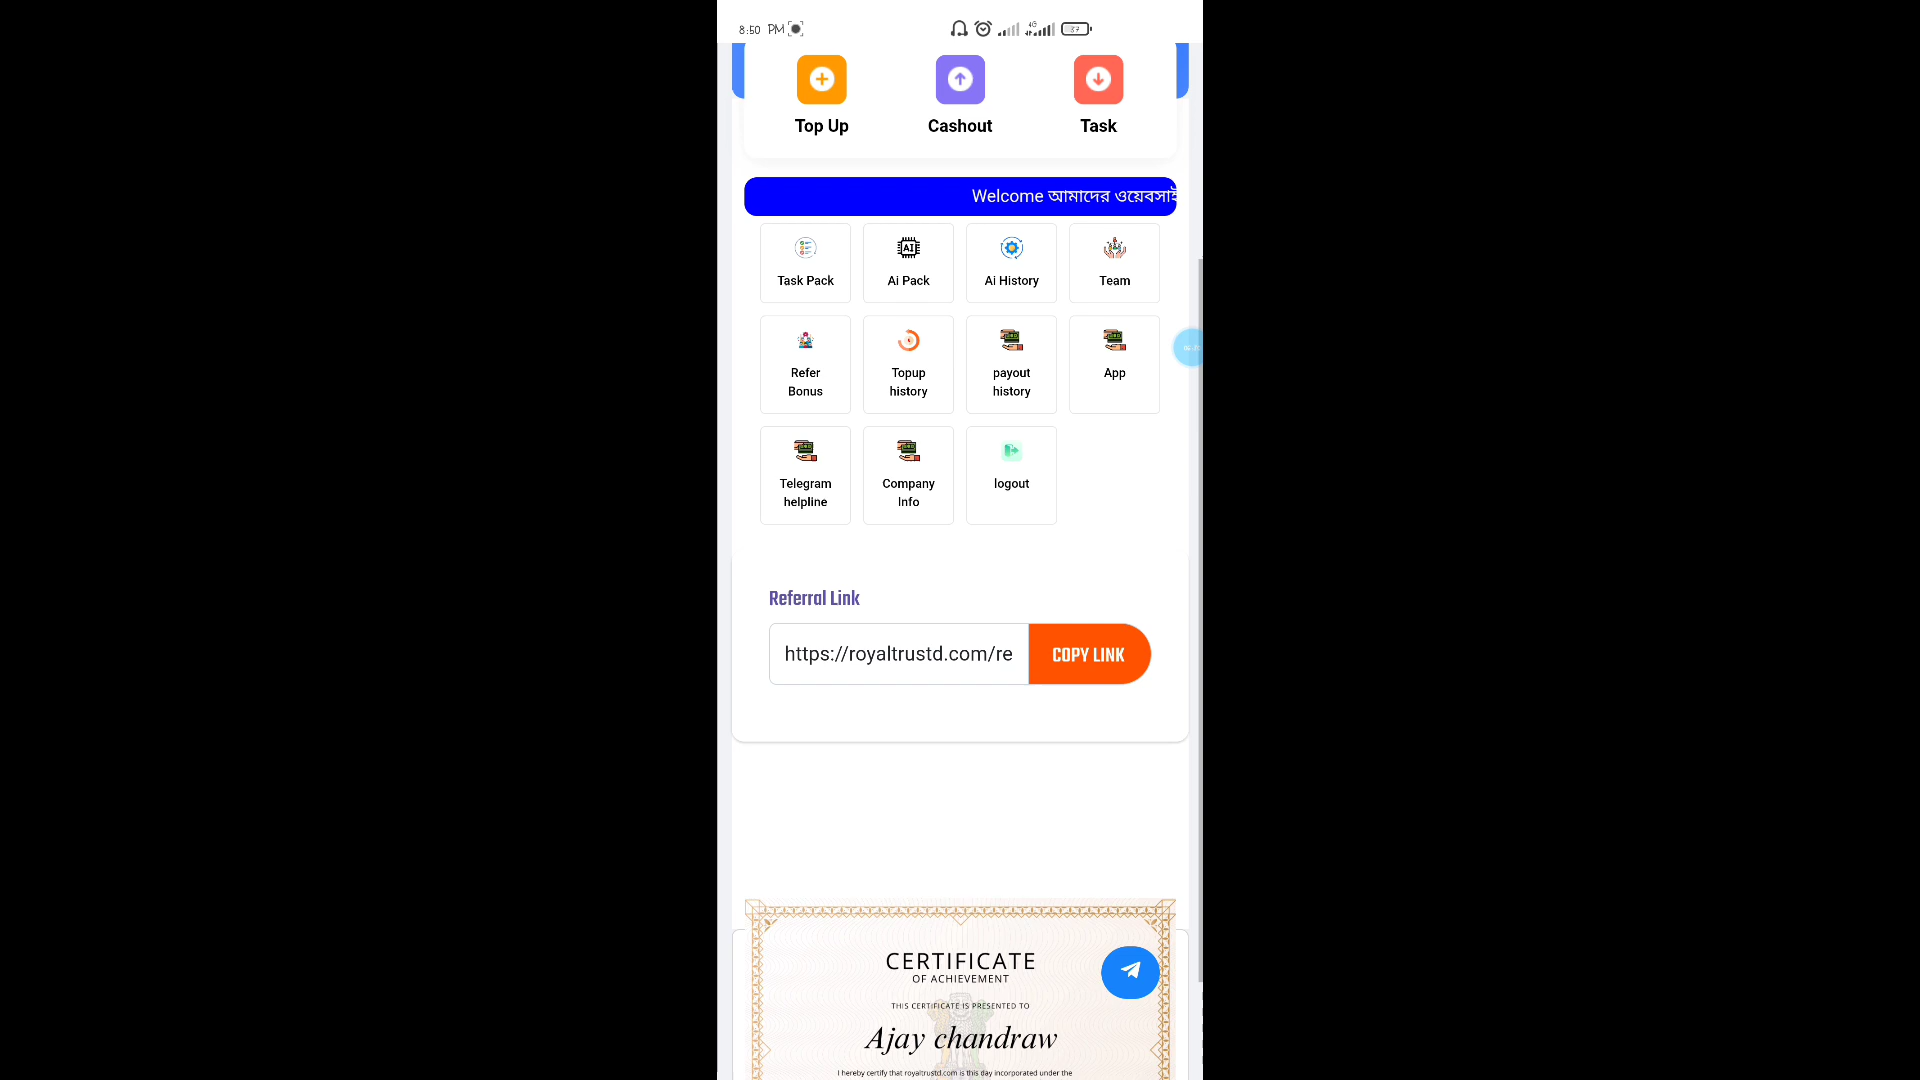 8:50 PM
4G
37
Top Up
Cashout
Task
Welcome আমাদের ওয়েবসাই
Task Pack
Ai Pack
AI
Ai History
Team
Refer
Bonus
Topup
history
payout
history
App
Telegram
helpline
Company
Info
logout
Referral Link
https://royaltrustd.com/re
COPY LINK
CERTIFICATE
OF ACHIEVEMENT
THIS CERTIFICATE IS PRESENTED TO
Ajay chandraw
I hereby certify that royaltrustd.com is this day incorporated under the